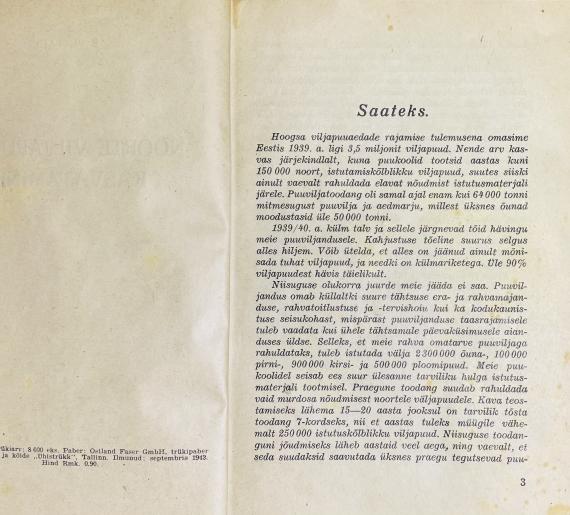 Trükiarv: 8 000 eks. Paber: Ostland Faser GmbH, trükipaber
ja köide „Ühistrükk", Tallinn. Ilmunud: septembris 1943.
Hind Rmk. 0.90.
Saateks.
Hoogsa viljapuuaedade rajamise tulemusena omasime
Eestis 1939. a. ligi 3,5 miljonit viljapuud. Nende arv kas-
vas järjekindlalt, kuna puukoolid tootsid aastas kuni
150 000 noort, istutamiskõlblikku viljapuud, suutes siiski
ainult vaevalt rahuldada elavat nõudmist istutusmaterjali
järele. Puuviljatoodang oli samal ajal enam kui 64 000 tonni
mitmesugust puuvilja ja aedmarju, millest üksnes õunad
moodustasid üle 50 000 tonni.
1939/40. a. külm talv ja sellele järgnevad tõid hävingu
meie puuviljandusele. Kahjustuse tõeline suurus selgus
alles hiljem. Võib ütelda, et alles on jäänud ainult mõni-
sada tuhat viljapuud, ja needki on külmariketega. Üle 90%
viljapuudest hävis täielikult.
Niisuguse olukorra juurde meie jääda ei saa. Puuvil-
jandus omab küllaltki suure tähtsuse era- ja rahvamajan-
duse, rahvatoitlustuse ja -tervishoiu kui ka kodukaunis-
tuse seisukohast, mispärast puuviljanduse taasrajamisele
tuleb vaadata kui ühele tähtsamale päevaküsimusele aian-
duses üldse. Selleks, et meie rahva omatarve puuviljaga
rahuldataks, tuleb istutada välja 2 300 000 õuna-, 100 000
pirni-, 900 000 kirsi- ja 500 000 ploomipuud. Meie puu-
koolidel seisab ees suur ülesanne tarviliku hulga istutus-
materjali tootmisel. Praegune toodang suudab rahuldada
vaid murdosa nõudmisest noortele väljapuudele. Kava teos-
tamiseks lähema 15—20 aasta jooksul on tarvilik tõsta
toodang 7-kordseks, nii et aastas tuleks müügile vähe-
malt 250 000 istutuskõlblikku viljapuud. Niisuguse toodan-
guni jõudmiseks läheb aastaid veel aega, ning vaevalt, et
seda suudaksid saavutada üksnes praegu tegutsevad puu-
3